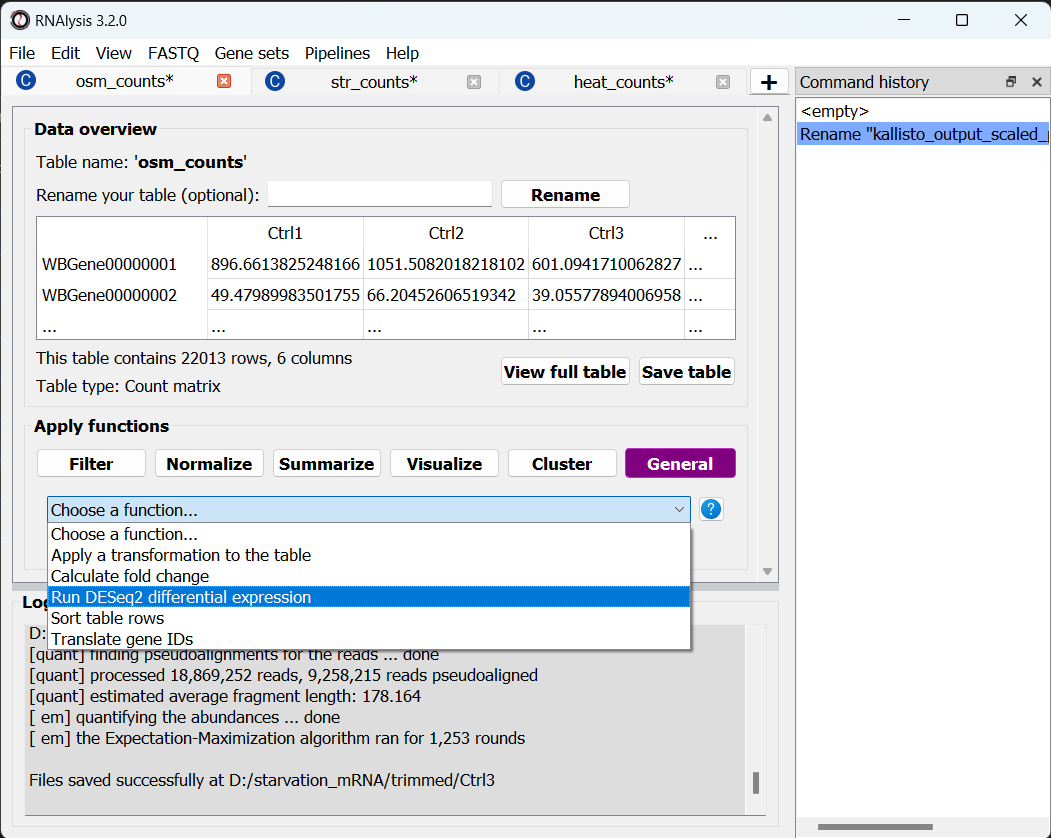 RNAlysis 3.2.0
File Edit View FASTQ Gene sets Pipelines Help
C osm_counts* C str_counts* C heat_counts* +
Command history
<empty>
Rename "kallisto_output_scaled_
Data overview
Table name: 'osm_counts'
Rename your table (optional): Rename
Ctrl1 Ctrl2 Ctrl3 ...
WBGene00000001 896.6613825248166 1051.5082018218102 601.0941710062827 ...
WBGene00000002 49.47989983501755 66.20452606519342 39.05577894006958 ...
... ... ... ... ...
This table contains 22013 rows, 6 columns
Table type: Count matrix
View full table Save table
Apply functions
Filter Normalize Summarize Visualize Cluster General
Choose a function... ?
Choose a function...
Apply a transformation to the table
Calculate fold change
Run DESeq2 differential expression
Sort table rows
Translate gene IDs
Log
D:
[quant] finding pseudoalignments for the reads ... done
[quant] processed 18,869,252 reads, 9,258,215 reads pseudoaligned
[quant] estimated average fragment length: 178.164
[ em] quantifying the abundances ... done
[ em] the Expectation-Maximization algorithm ran for 1,253 rounds
Files saved successfully at D:/starvation_mRNA/trimmed/Ctrl3